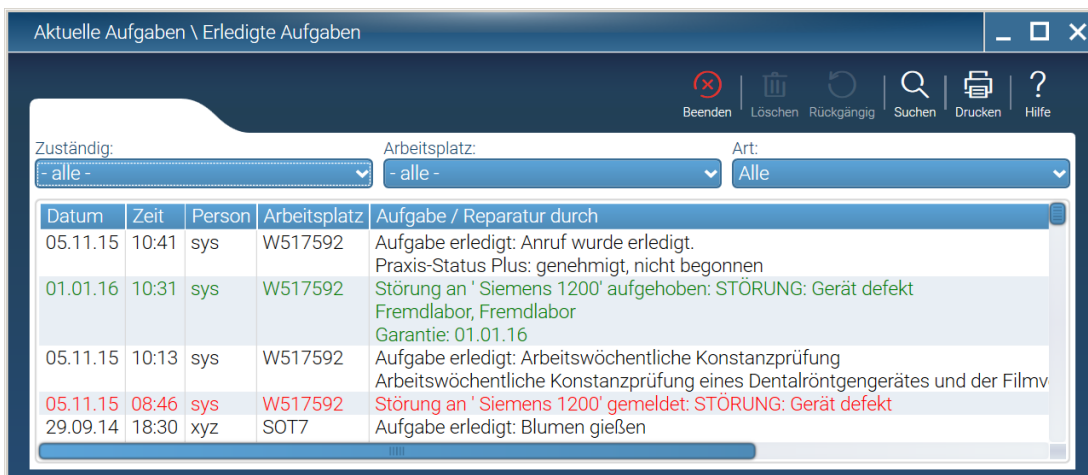 Aktuelle Aufgaben \ Erledigte Aufgaben
Beenden Löschen Rückgängig Suchen Drucken Hilfe
Zuständig: Arbeitsplatz: Art:
- alle - - alle - Alle
Datum Zeit Person Arbeitsplatz Aufgabe / Reparatur durch
05.11.15 10:41 sys W517592 Aufgabe erledigt: Anruf wurde erledigt.
Praxis-Status Plus: genehmigt, nicht begonnen
01.01.16 10:31 sys W517592 Störung an ' Siemens 1200' aufgehoben: STÖRUNG: Gerät defekt
Fremdlabor, Fremdlabor
Garantie: 01.01.16
05.11.15 10:13 sys W517592 Aufgabe erledigt: Arbeitswöchentliche Konstanzprüfung
Arbeitswöchentliche Konstanzprüfung eines Dentalröntgengerätes und der Filmv
05.11.15 08:46 sys W517592 Störung an ' Siemens 1200' gemeldet: STÖRUNG: Gerät defekt
29.09.14 18:30 xyz SOT7 Aufgabe erledigt: Blumen gießen